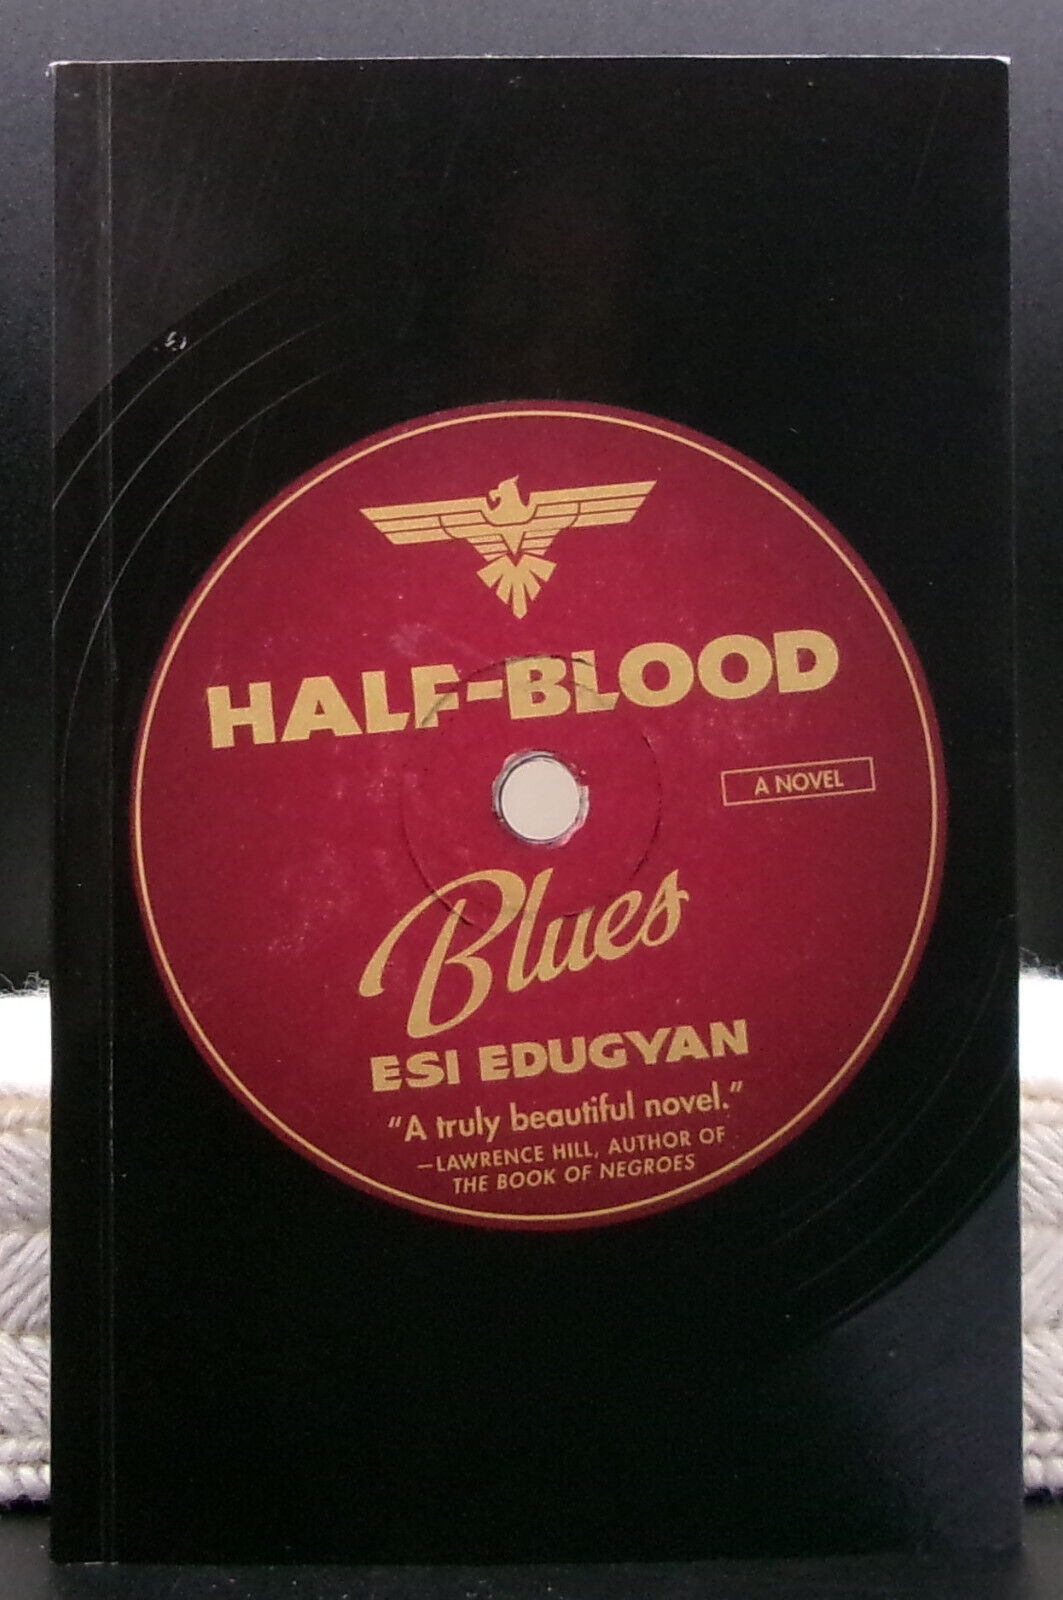 HALF-BLOOD
A NOVEL
Blues
ESI EDUGYAN
“A truly beautiful novel.”
—LAWRENCE HILL, AUTHOR OF
THE BOOK OF NEGROES